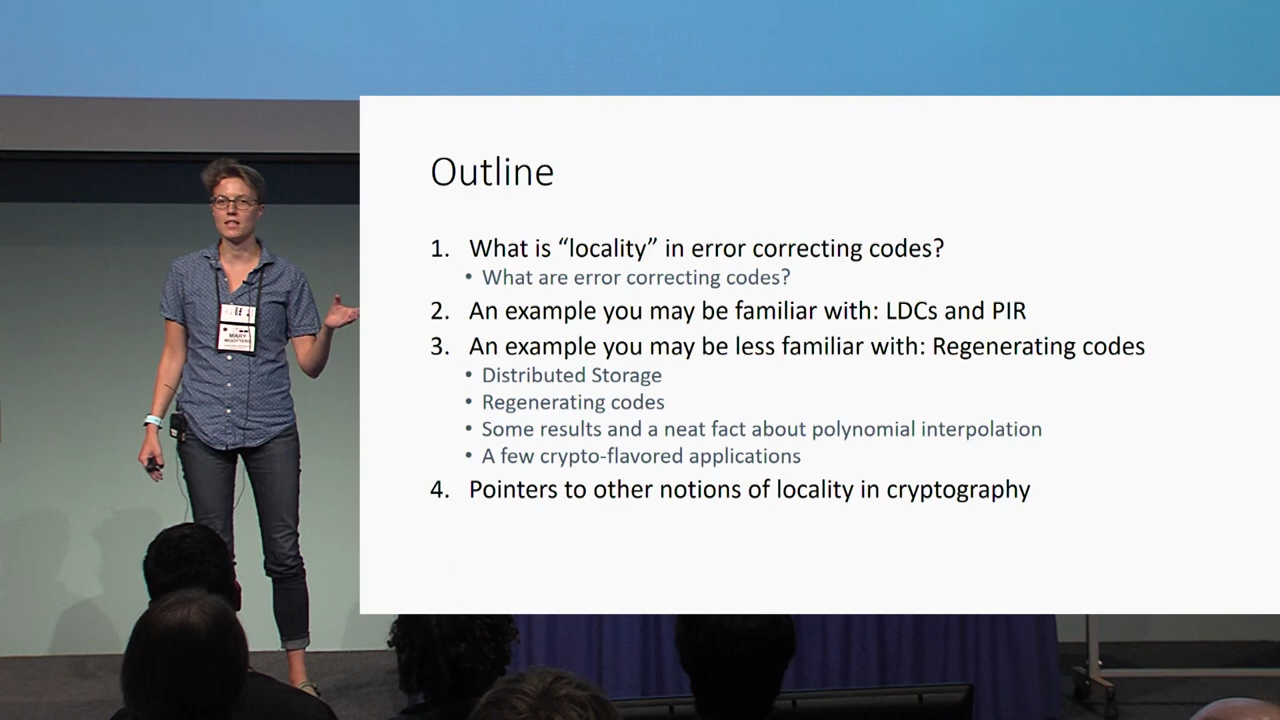 Outline
1. What is “locality” in error correcting codes?
• What are error correcting codes?
2. An example you may be familiar with: LDCs and PIR
3. An example you may be less familiar with: Regenerating codes
• Distributed Storage
• Regenerating codes
• Some results and a neat fact about polynomial interpolation
• A few crypto-flavored applications
4. Pointers to other notions of locality in cryptography
MARY
WOOTTERS